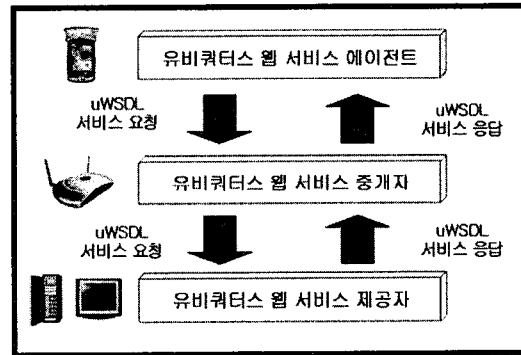 유비쿼터스 웹 서비스 에이전트
uWSDL
서비스 요청
uWSDL
서비스 응답
유비쿼터스 웹 서비스 중개자
uWSDL
서비스 요청
uWSDL
서비스 응답
유비쿼터스 웹 서비스 제공자